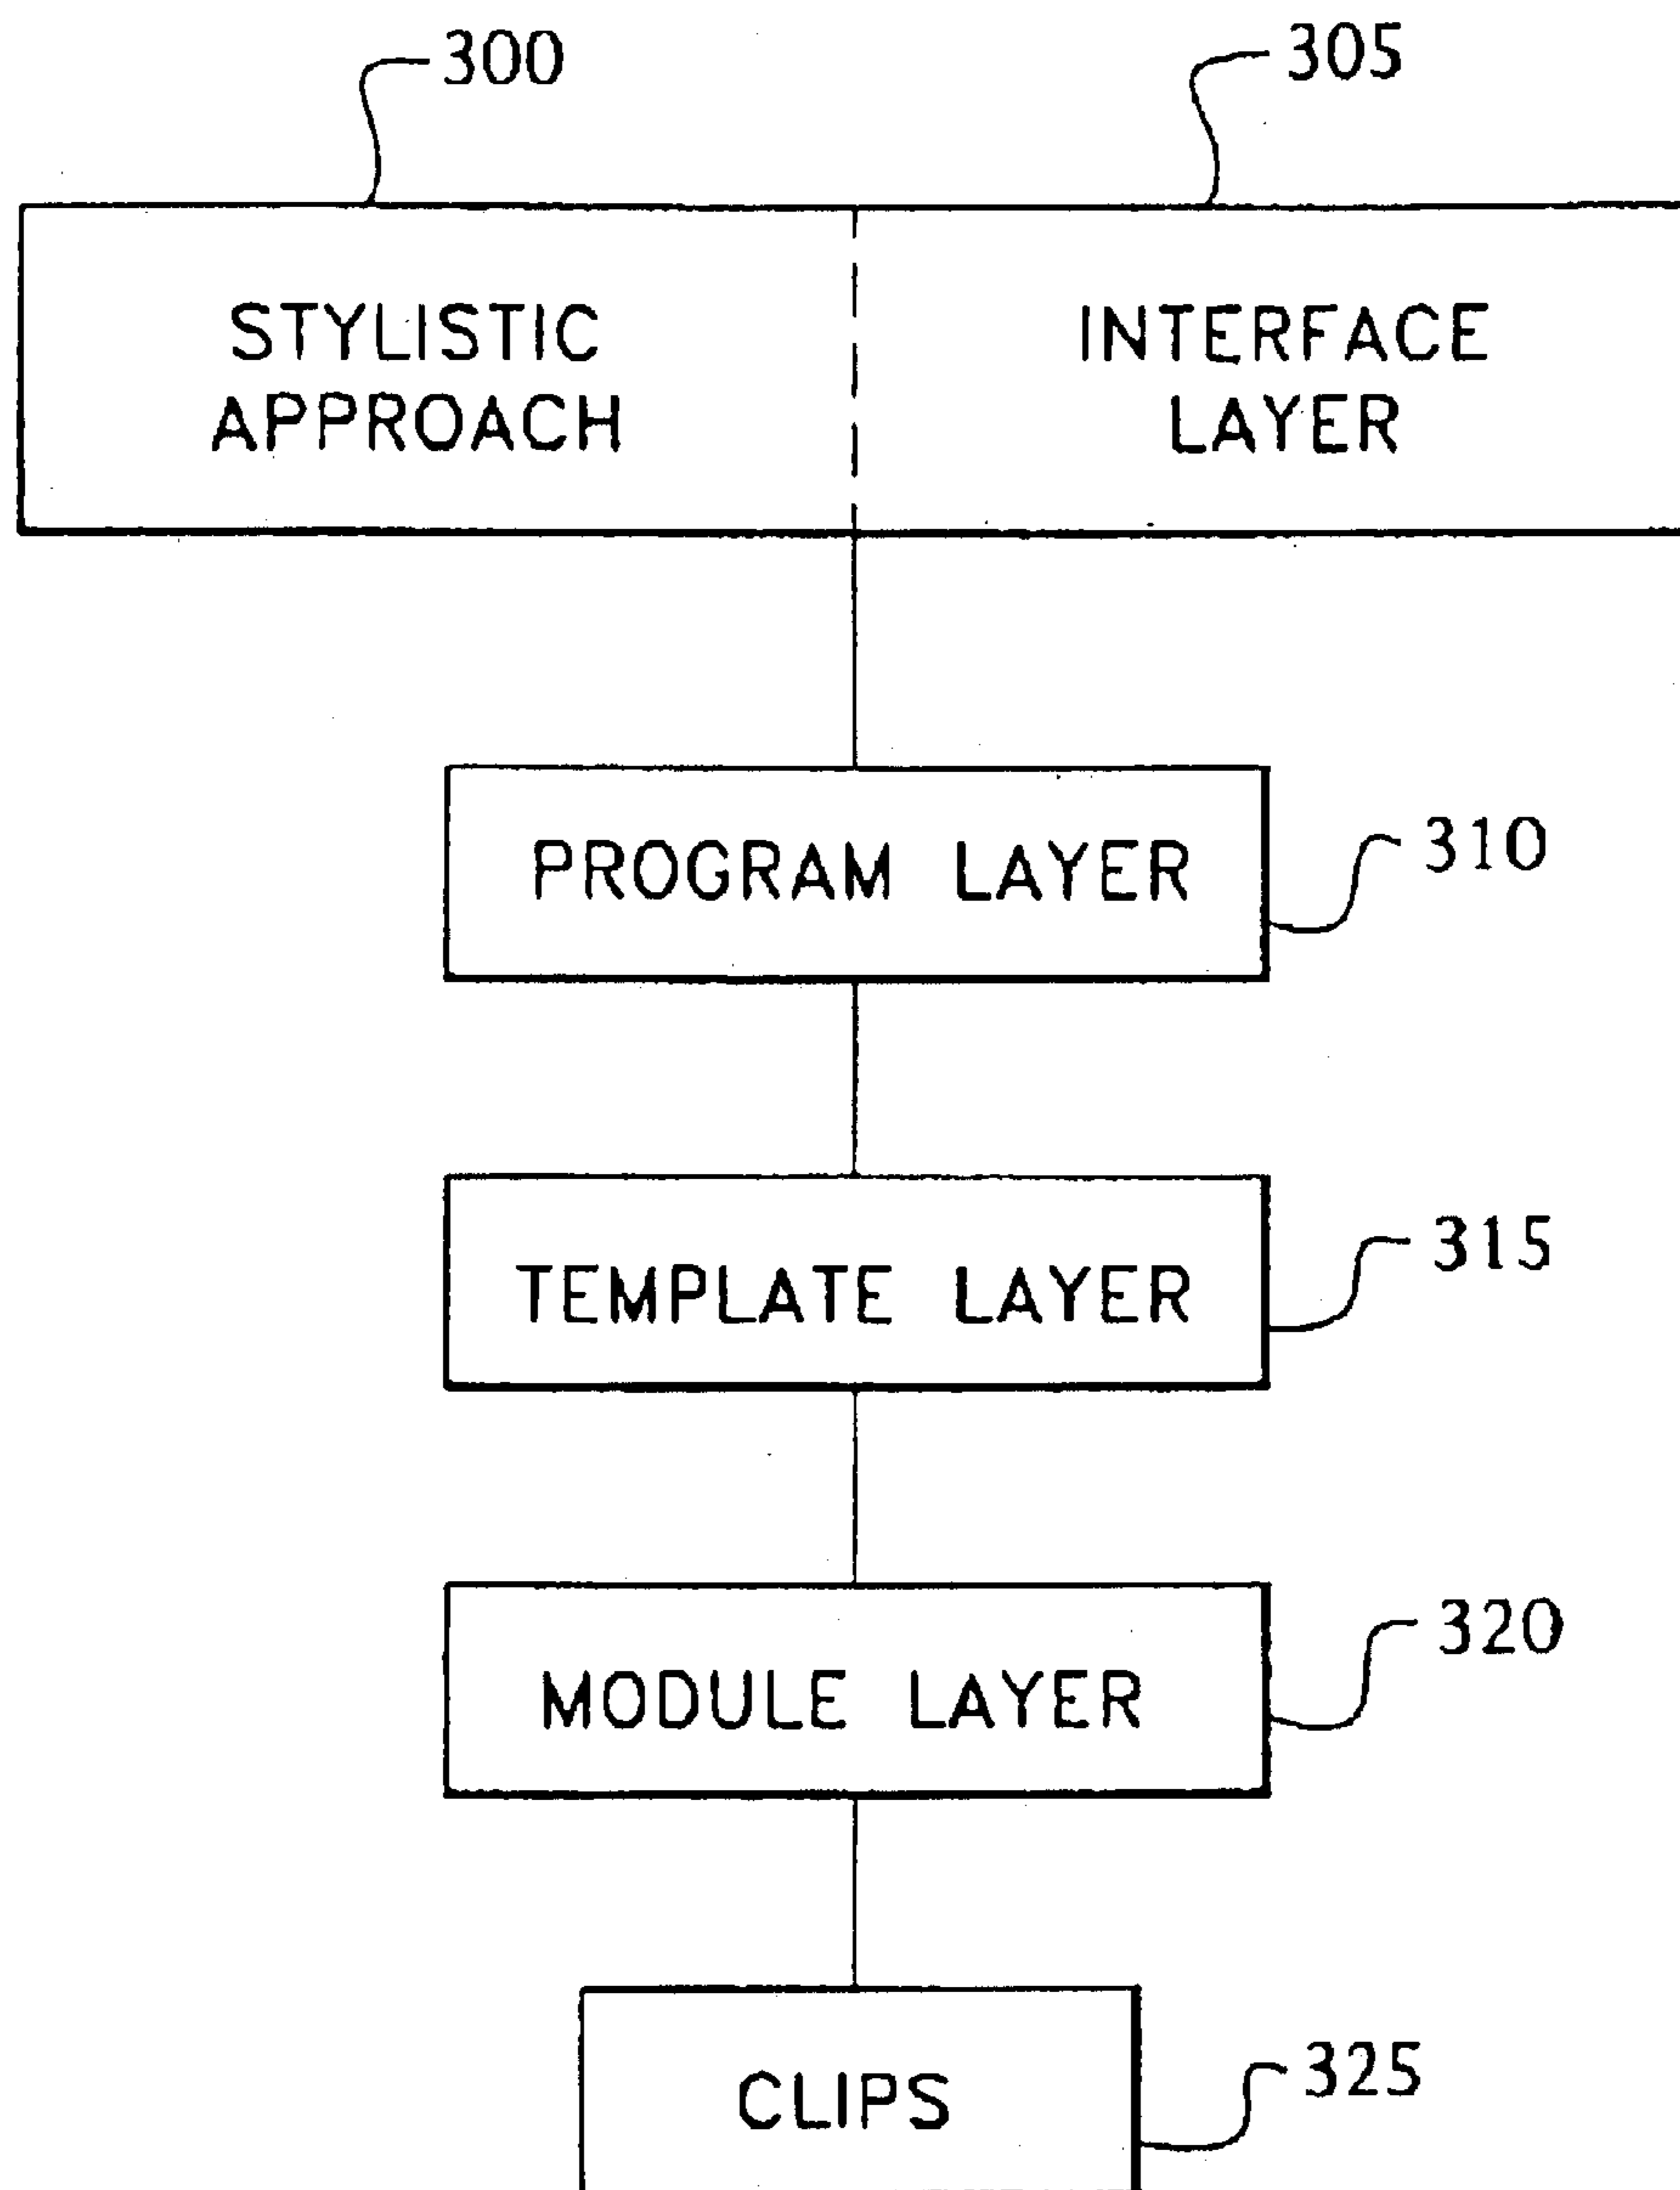 300
305
STYLISTIC
APPROACH
INTERFACE
LAYER
PROGRAM LAYER
310
TEMPLATE LAYER
315
MODULE LAYER
320
CLIPS
325